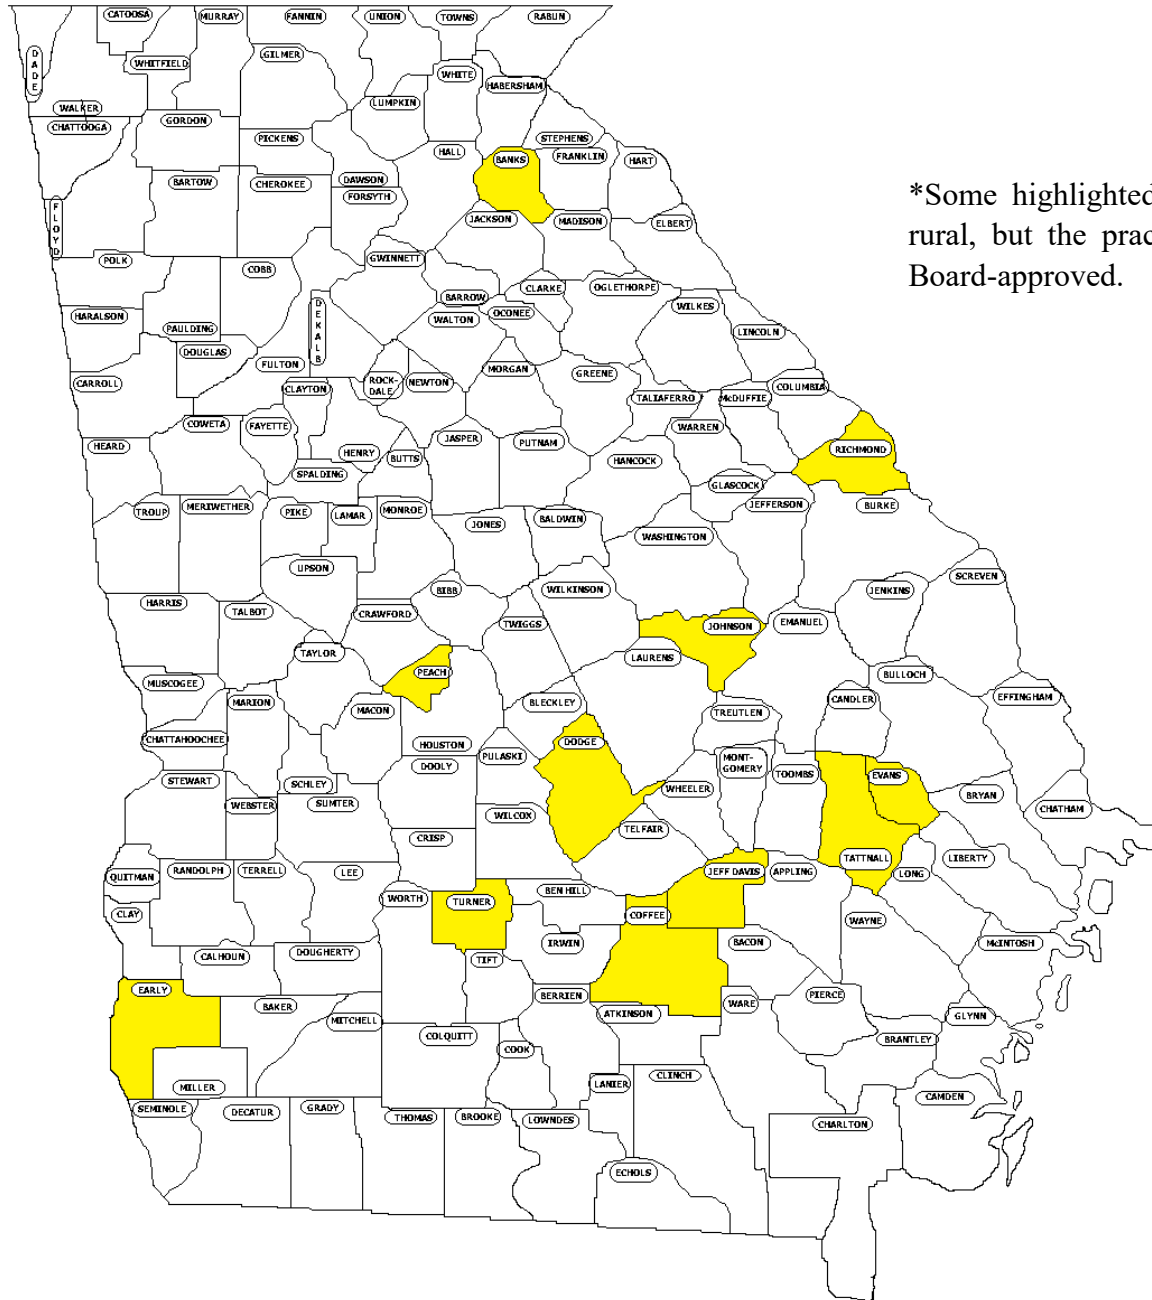 CATOOSA
MURRAY
FANNIN
UNION
TOWNS
RABUN
DADE
WHITFIELD
GILMER
WHITE
HABERSHAM
LUMPKIN
WALKER
CHATTOOGA
GORDON
PICKENS
HALL
STEPHENS
BANKS
FRANKLIN
HART
BARTOW
CHEROKEE
DAWSON
FORSYTH
*Some highlighted
rural, but the prac
Board-approved.
FLOYD
JACKSON
MADISON
ELBERT
POLK
COBB
GWINNETT
CLARKE
OGLETHORPE
BARROW
OCONEE
WILKES
HARALSON
PAULDING
DEKALB
WALTON
LINCOLN
DOUGLAS
FULTON
MORGAN
GREENE
CARROLL
CLAYTON
ROCK-
DALE
NEWTON
TALIAFERRO
McDUFFIE
COLUMBIA
COWETA
FAYETTE
WARREN
HEARD
HENRY
BUTTS
JASPER
PUTNAM
HANCOCK
RICHMOND
SPALDING
GLASCOCK
JEFFERSON
BURKE
TROUP
MERIWETHER
PIKE
LAMAR
MONROE
JONES
BALDWIN
WASHINGTON
UPSON
SCREVEN
HARRIS
TALBOT
CRAWFORD
BIBB
WILKINSON
JENKINS
TWIGGS
JOHNSON
EMANUEL
TAYLOR
LAURENS
MUSCOGEE
PEACH
BULLOCH
MARION
MACON
BLECKLEY
TREUTLEN
CANDLER
EFFINGHAM
CHATTAHOOCHEE
HOUSTON
DODGE
PULASKI
MONT-
GOMERY
TOOMBS
EVANS
STEWART
SCHLEY
DOOLY
WHEELER
BRYAN
WEBSTER
SUMTER
WILCOX
CHATHAM
CRISP
TELFAIR
QUITMAN
RANDOLPH
TERRELL
LEE
JEFF DAVIS
APPLING
TATTNALL
LONG
LIBERTY
CLAY
WORTH
TURNER
BEN HILL
COFFEE
WAYNE
CALHOUN
DOUGHERTY
TIFT
IRWIN
BACON
McINTOSH
EARLY
BAKER
MITCHELL
BERRIEN
ATKINSON
WARE
PIERCE
GLYNN
COLQUITT
COOK
BRANTLEY
MILLER
LANIER
CLINCH
CAMDEN
SEMINOLE
DECATUR
GRADY
THOMAS
BROOKE
LOWNDES
CHARLTON
ECHOLS